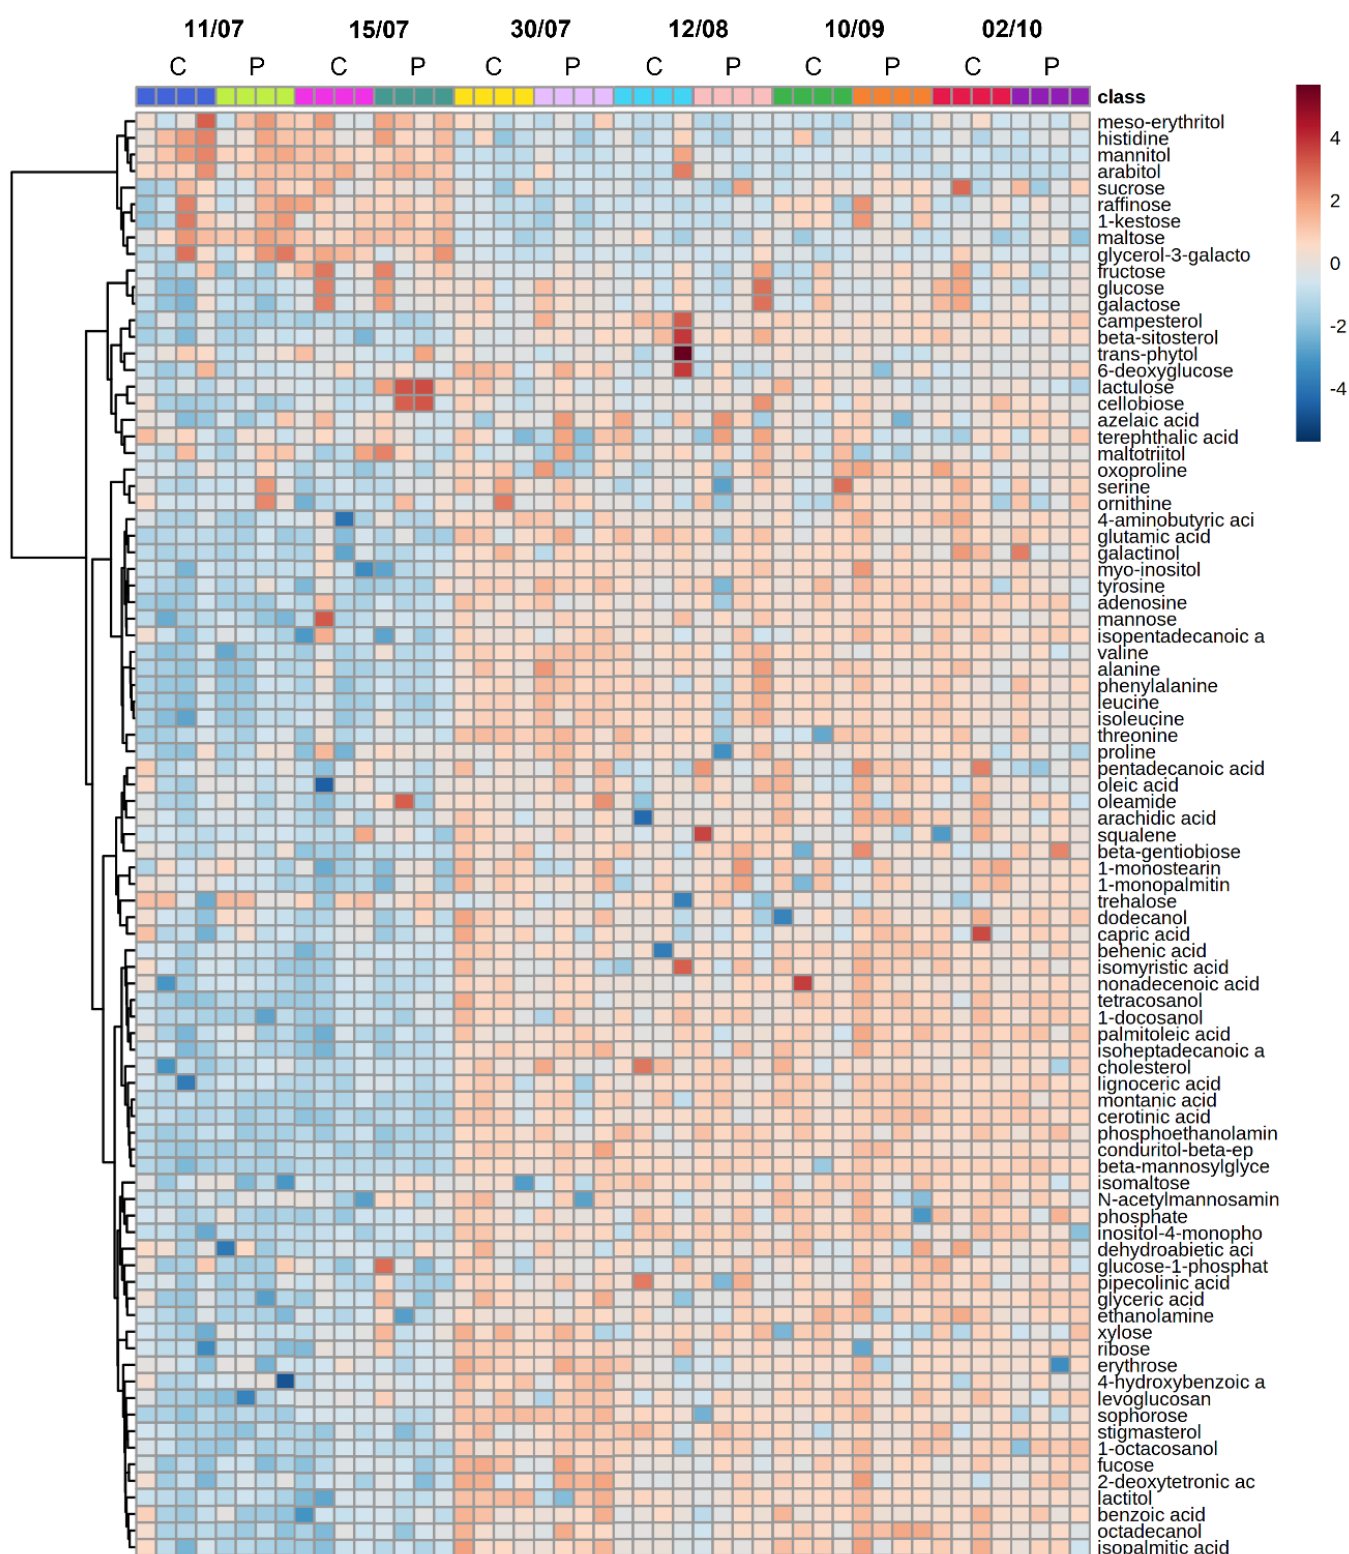 11/07 15/07 30/07 12/08 10/09 02/10
C P C P C P C P C P C P
class
meso-erythritol
histidine
mannitol
arabitol
sucrose
raffinose
1-kestose
maltose
glycerol-3-galacto
fructose
glucose
galactose
campesterol
beta-sitosterol
trans-phytol
6-deoxyglucose
lactulose
cellobiose
azelaic acid
terephthalic acid
maltotriitol
oxoproline
serine
ornithine
4-aminobutyric aci
glutamic acid
galactinol
myo-inositol
tyrosine
adenosine
mannose
isopentadecanoic a
valine
alanine
phenylalanine
leucine
isoleucine
threonine
proline
pentadecanoic acid
oleic acid
oleamide
arachidic acid
squalene
beta-gentiobiose
1-monostearin
1-monopalmitin
trehalose
dodecanol
capric acid
behenic acid
isomyristic acid
nonadecenoic acid
tetracosanol
1-docosanol
palmitoleic acid
isoheptadecanoic a
cholesterol
lignoceric acid
montanic acid
cerotinic acid
phosphoethanolamin
conduritol-beta-ep
beta-mannosylglyce
isomaltose
N-acetylmannosamin
phosphate
inositol-4-monopho
dehydroabietic aci
glucose-1-phosphat
pipecolinic acid
glyceric acid
ethanolamine
xylose
ribose
erythrose
4-hydroxybenzoic a
levoglucosan
sophorose
stigmasterol
1-octacosanol
fucose
2-deoxytetronic ac
lactitol
benzoic acid
octadecanol
isopalmitic acid
4
2
0
-2
-4